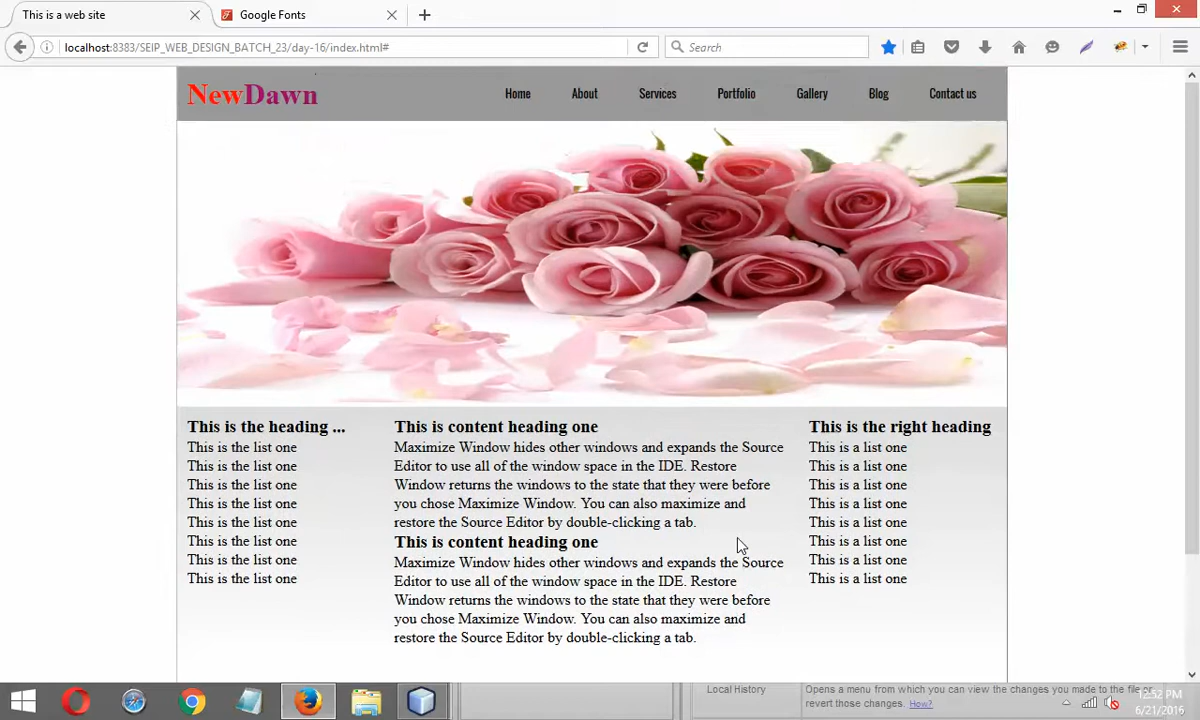 This is a web site
Google Fonts
localhost:8383/SEIP_WEB_DESIGN_BATCH_23/day-16/index.html#
Search
NewDawn
Home About Services Portfolio Gallery Blog Contact us
This is the heading ...
This is the list one
This is the list one
This is the list one
This is the list one
This is the list one
This is the list one
This is the list one
This is the list one
This is content heading one
Maximize Window hides other windows and expands the Source
Editor to use all of the window space in the IDE. Restore
Window returns the windows to the state that they were before
you chose Maximize Window. You can also maximize and
restore the Source Editor by double-clicking a tab.
This is content heading one
Maximize Window hides other windows and expands the Source
Editor to use all of the window space in the IDE. Restore
Window returns the windows to the state that they were before
you chose Maximize Window. You can also maximize and
restore the Source Editor by double-clicking a tab.
This is the right heading
This is a list one
This is a list one
This is a list one
This is a list one
This is a list one
This is a list one
This is a list one
This is a list one
Local History
Opens a menu from which you can view the changes you made to the file or
revert those changes. How?
12:52 PM
6/21/2016